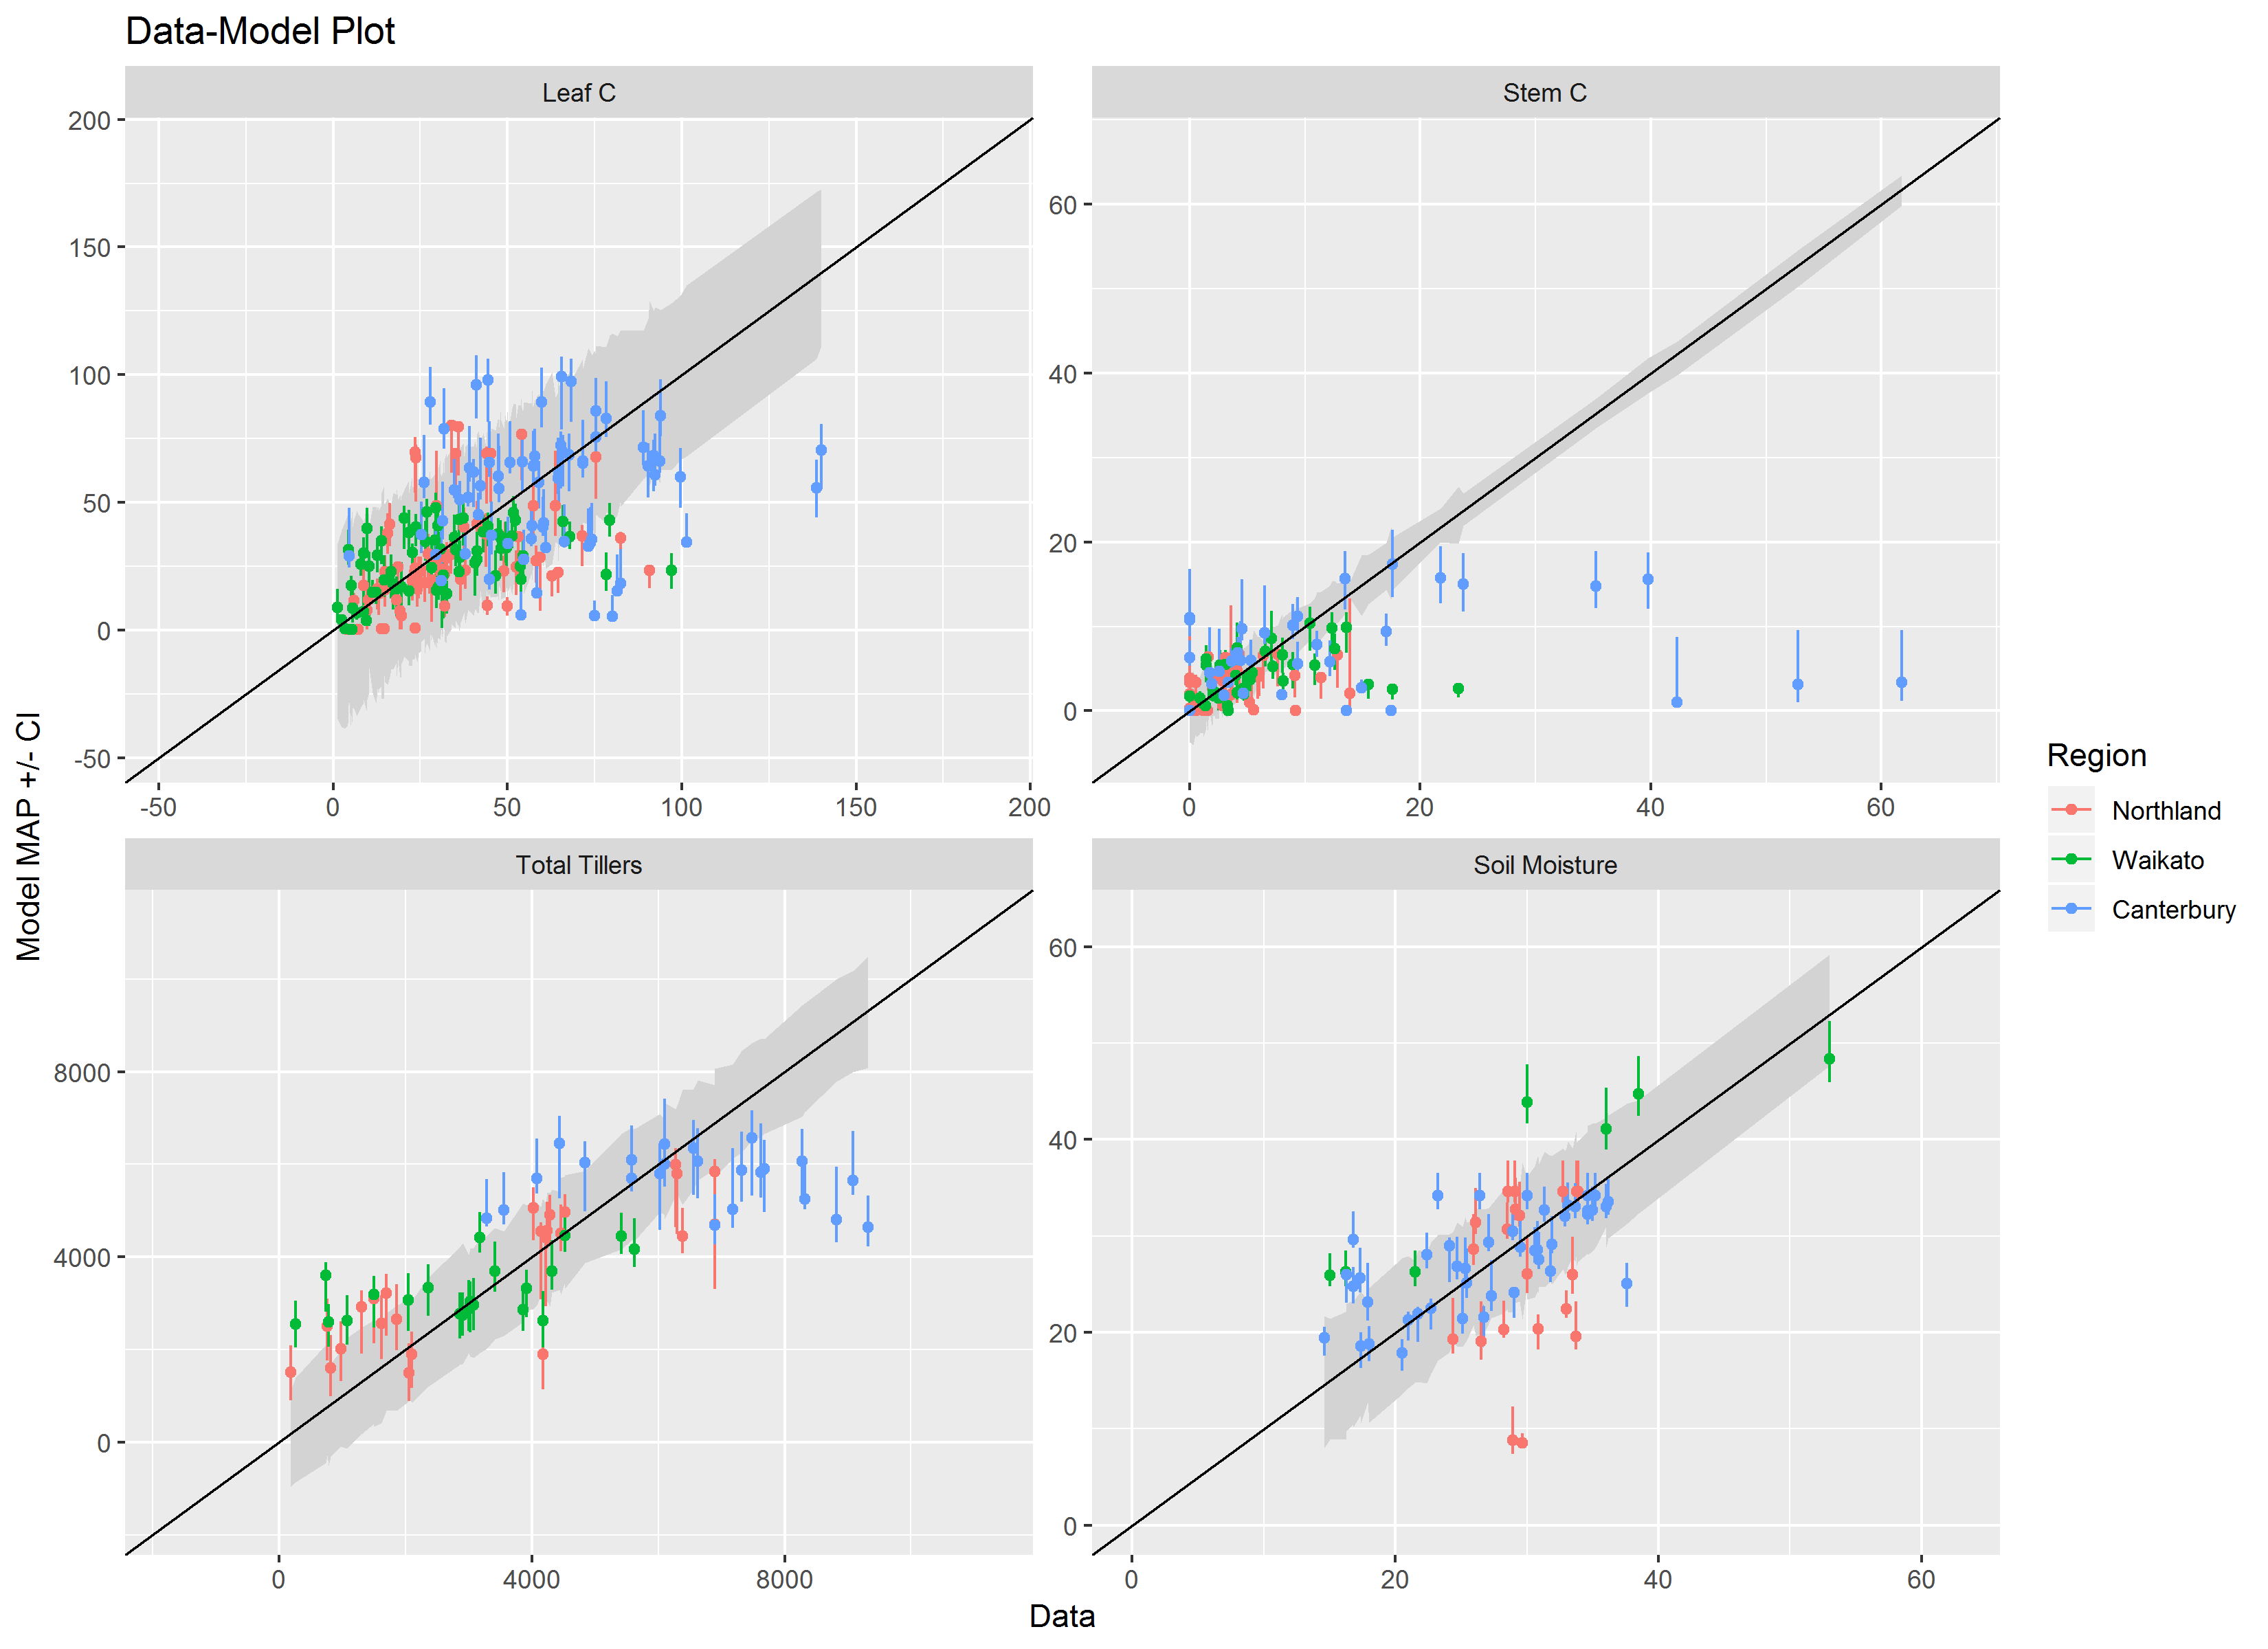 Data-Model Plot
Leaf C
Stem C
200
150
100
50
0
-50
60
40
20
0
-50 0 50 100 150 200
0 20 40 60
Total Tillers
Soil Moisture
8000
4000
0
60
40
20
0
0 4000 8000
0 20 40 60
Model MAP +/- CI
Data
Region
Northland
Waikato
Canterbury